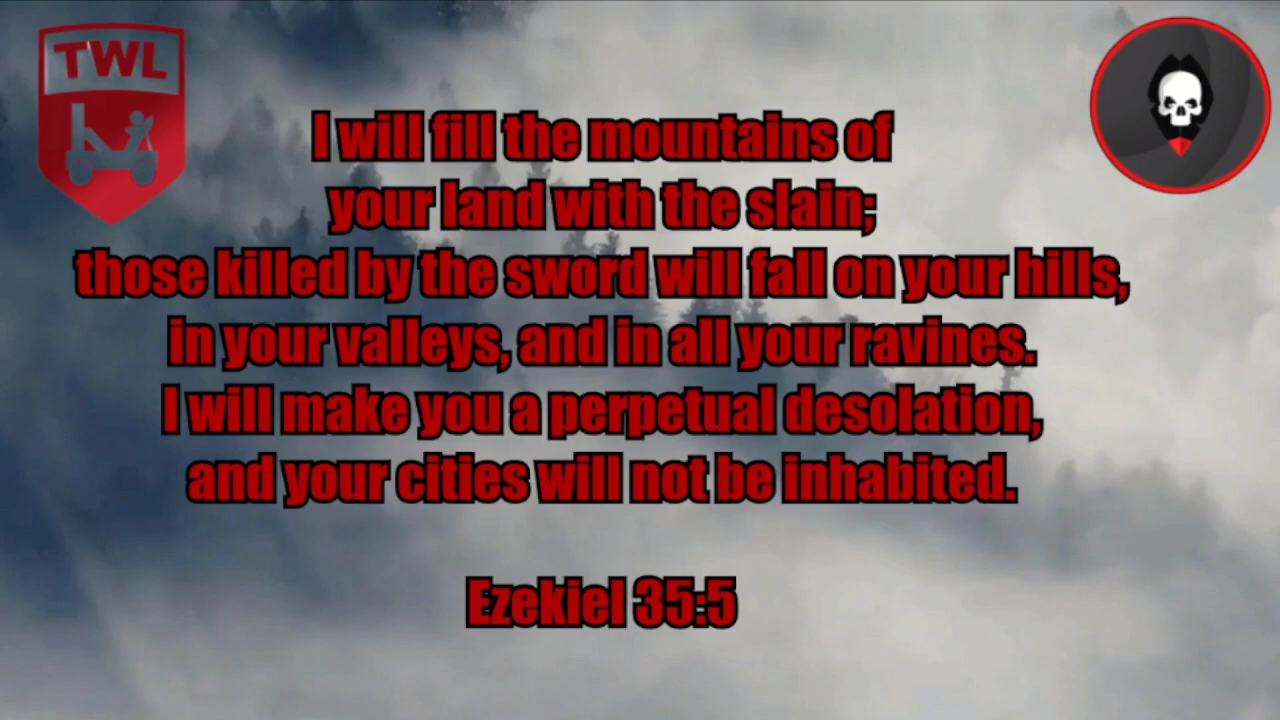 TWL
I will fill the mountains of
your land with the slain;
those killed by the sword will fall on your hills,
in your valleys, and in all your ravines.
I will make you a perpetual desolation,
and your cities will not be inhabited.
Ezekiel 35:5